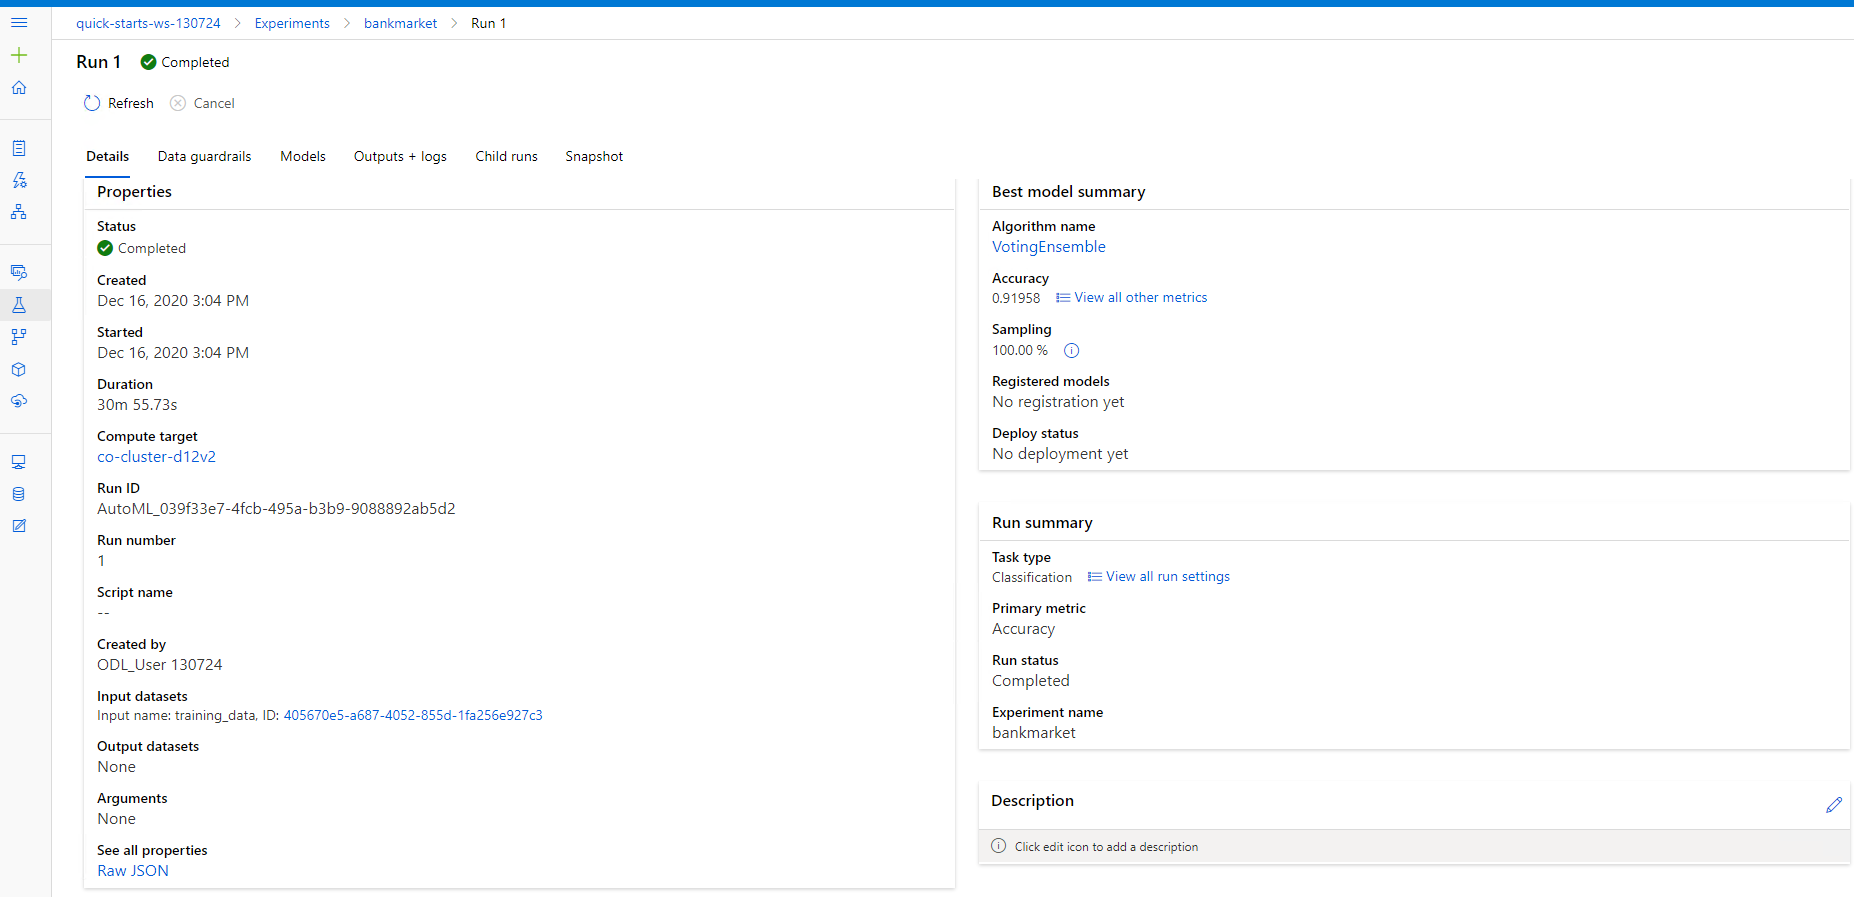 quick-starts-ws-130724 > Experiments > bankmarket > Run 1
Run 1 Completed
Refresh Cancel
Details Data guardrails Models Outputs + logs Child runs Snapshot
Properties
Status
Completed
Created
Dec 16, 2020 3:04 PM
Started
Dec 16, 2020 3:04 PM
Duration
30m 55.73s
Compute target
co-cluster-d12v2
Run ID
AutoML_039f33e7-4fcb-495a-b3b9-9088892ab5d2
Run number
1
Script name
--
Created by
ODL_User 130724
Input datasets
Input name: training_data, ID: 405670e5-a687-4052-855d-1fa256e927c3
Output datasets
None
Arguments
None
See all properties
Raw JSON
Best model summary
Algorithm name
VotingEnsemble
Accuracy
0.91958 View all other metrics
Sampling
100.00 %
Registered models
No registration yet
Deploy status
No deployment yet
Run summary
Task type
Classification View all run settings
Primary metric
Accuracy
Run status
Completed
Experiment name
bankmarket
Description
Click edit icon to add a description